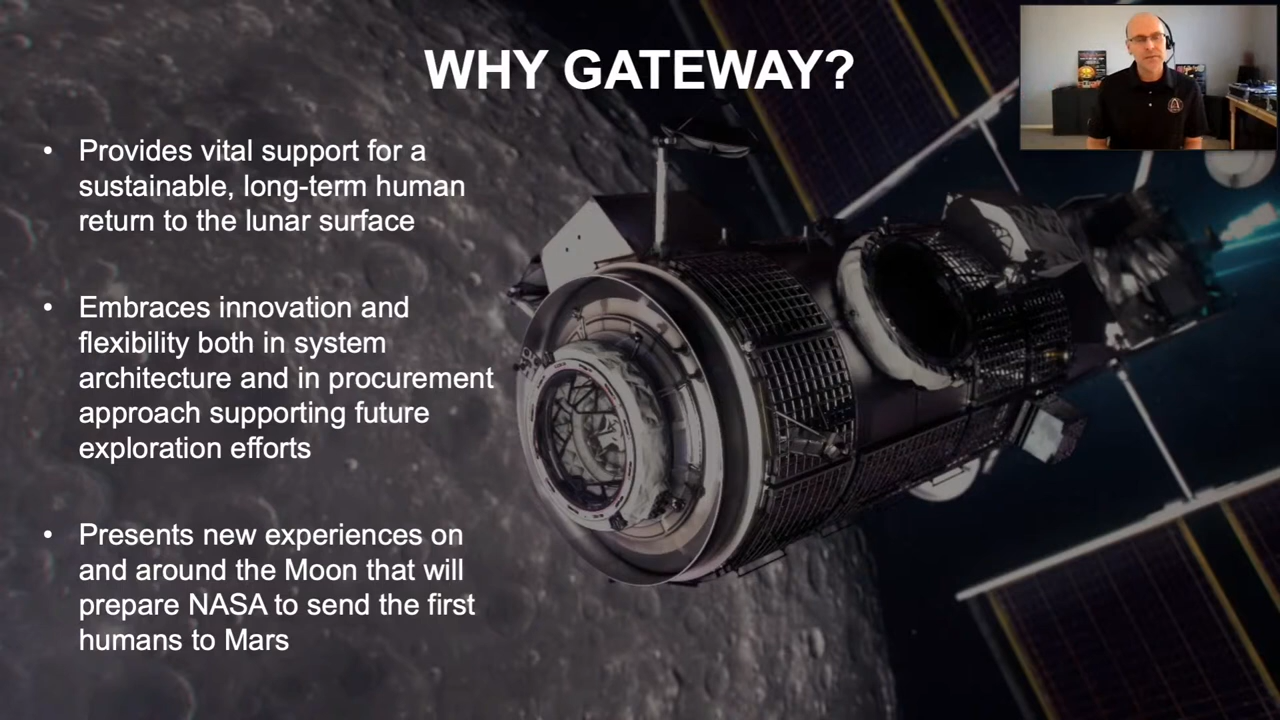 WHY GATEWAY?
• Provides vital support for a
sustainable, long-term human
return to the lunar surface
• Embraces innovation and
flexibility both in system
architecture and in procurement
approach supporting future
exploration efforts
• Presents new experiences on
and around the Moon that will
prepare NASA to send the first
humans to Mars